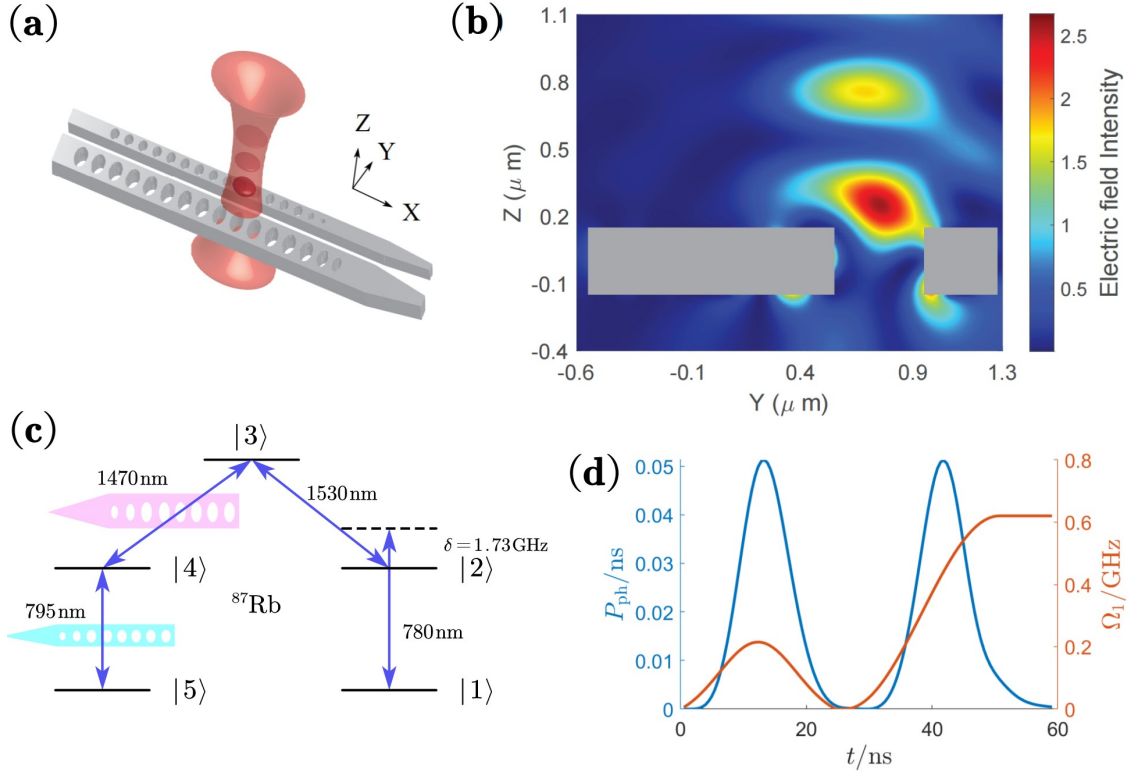 (a)
Z
Y
X
(b)
1.1
0.8
0.5
0.2
-0.1
-0.4
Z (μ m)
-0.6
-0.1
0.4
0.9
1.3
Y (μ m)
2.5
2
1.5
1
0.5
Electric field Intensity
(c)
|3⟩
1470nm
1530nm
δ = 1.73GHz
|4⟩
|2⟩
795nm
⁸⁷Rb
780nm
|5⟩
|1⟩
(d)
0.05
0.04
0.03
0.02
0.01
0
P_ph/ns
0.8
0.6
0.4
0.2
0
Ω₁/GHz
0
20
40
60
t/ns